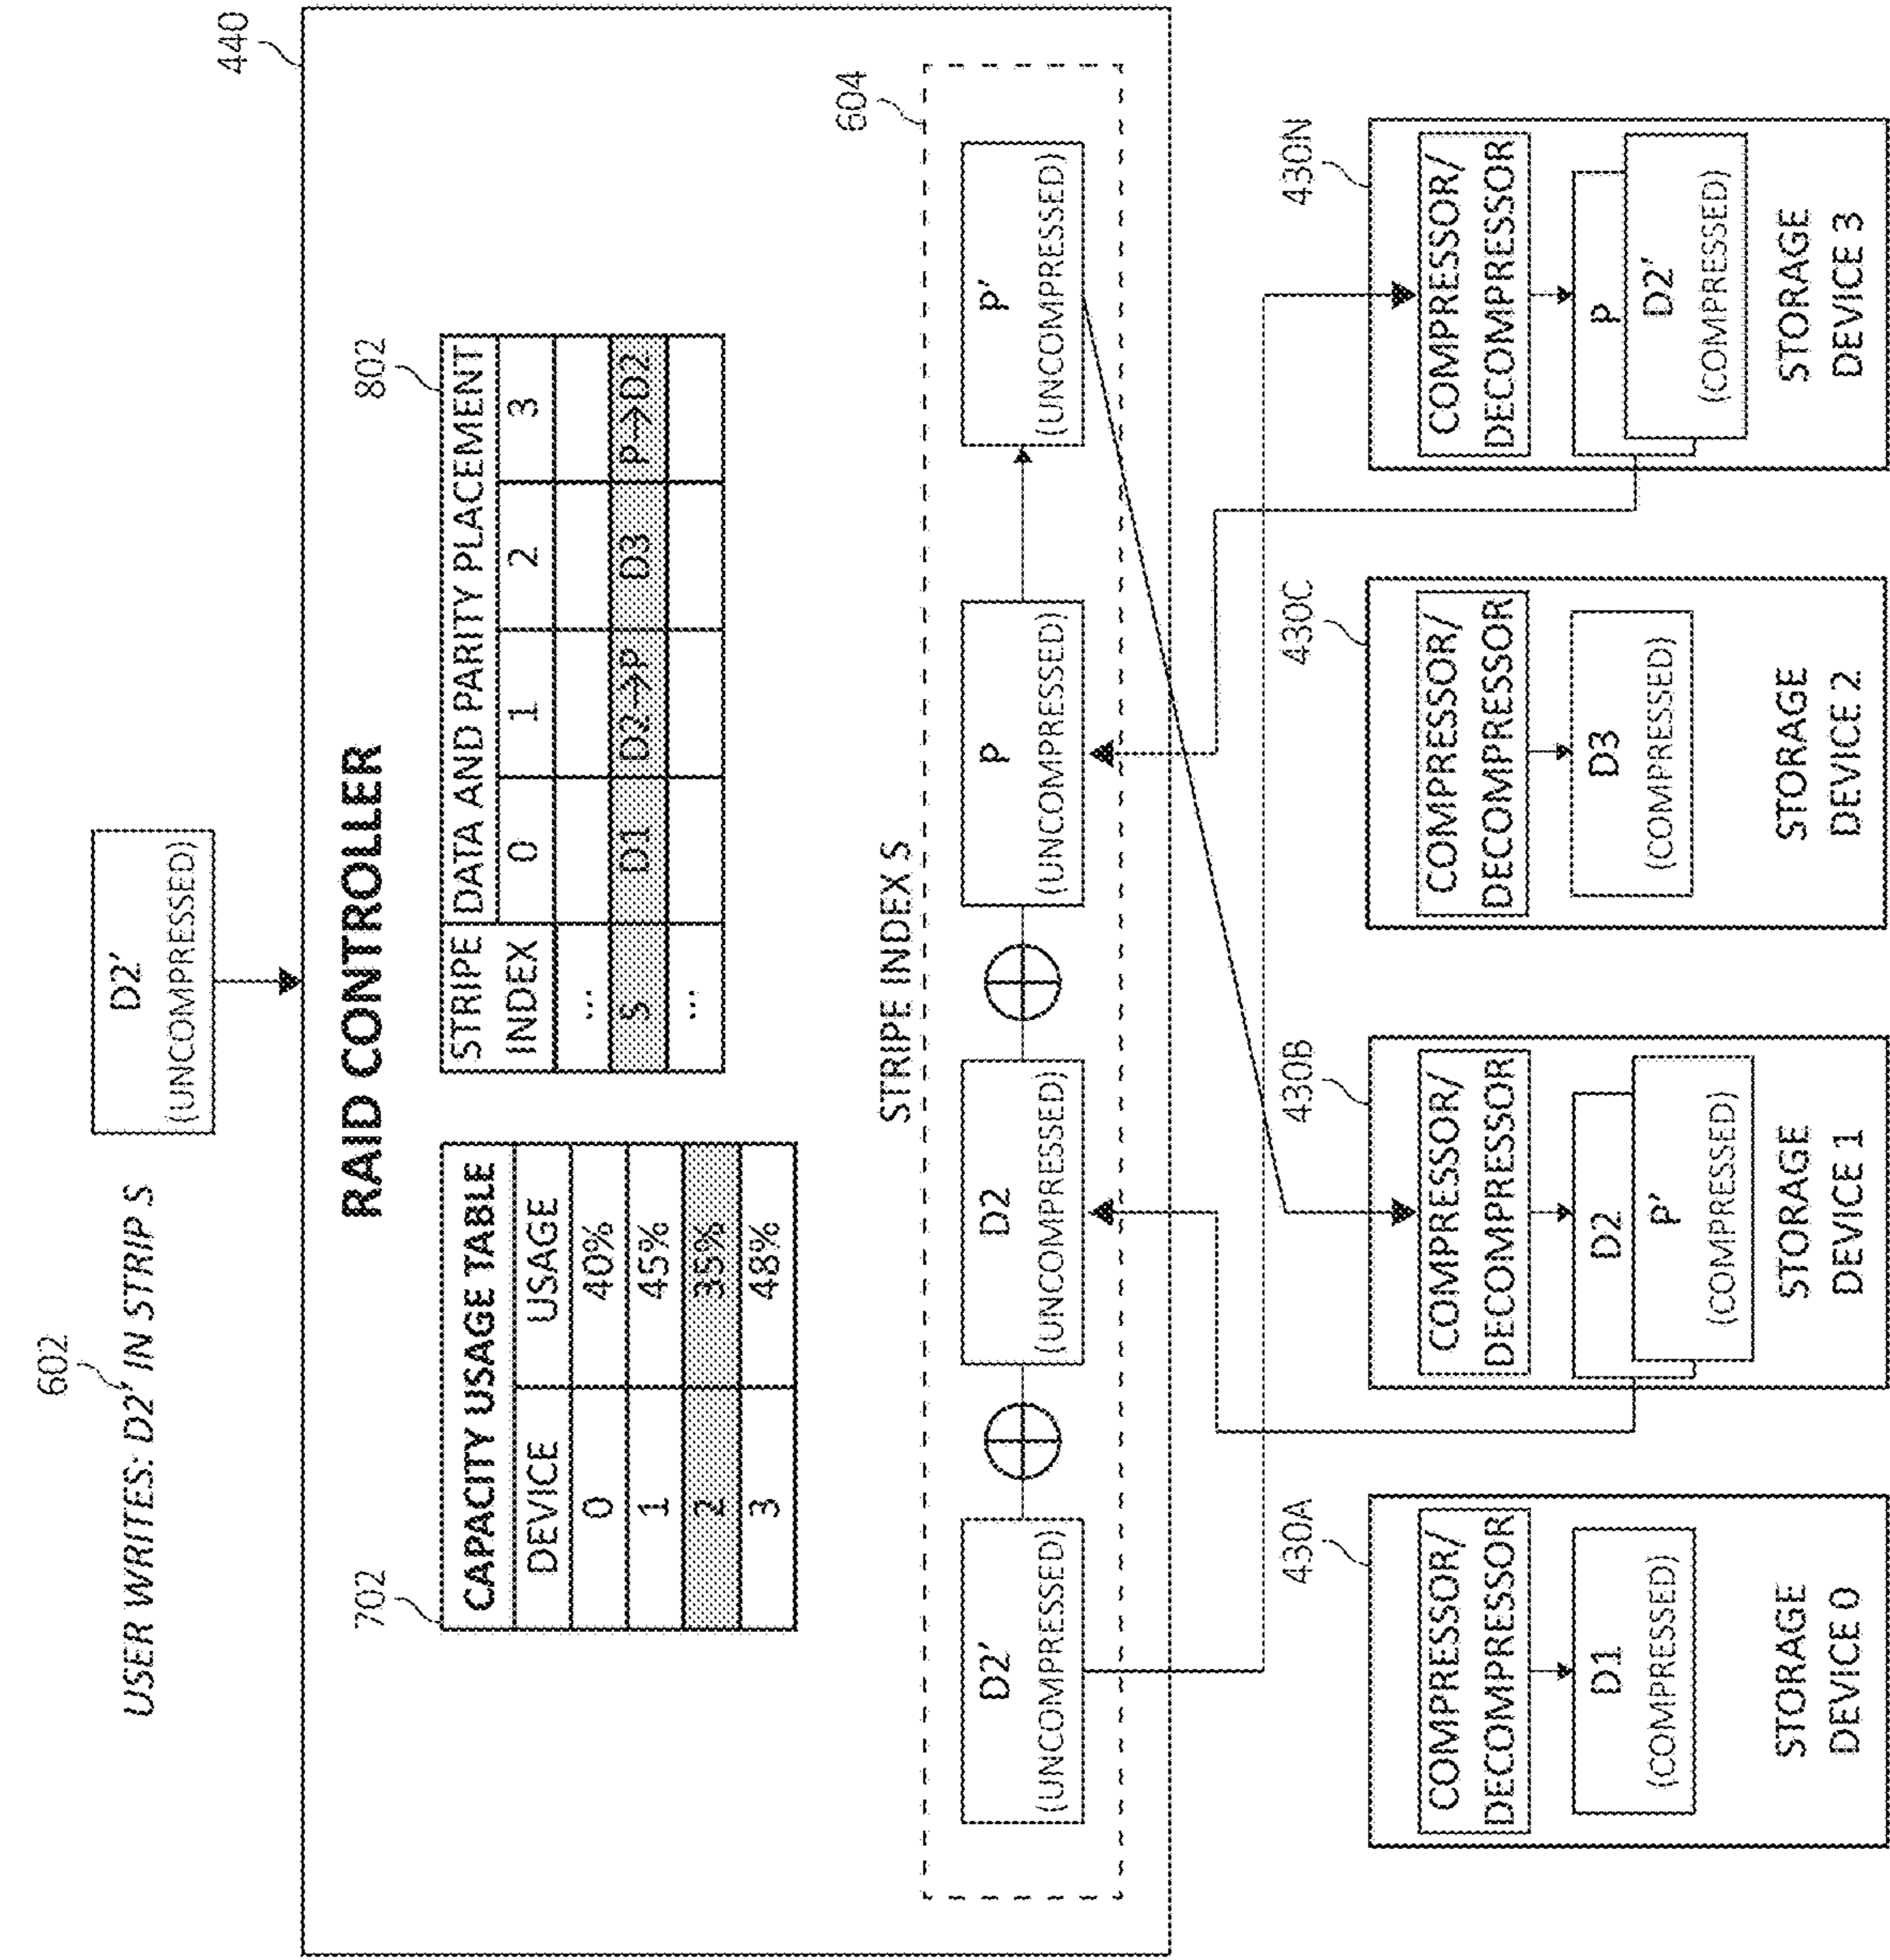 602
USER WRITES: D2' IN STRIP S
D2'
(UNCOMPRESSED)
440
RAID CONTROLLER
702
CAPACITY USAGE TABLE
DEVICE USAGE
0 40%
1 45%
2 35%
3 48%
802
STRIPE INDEX DATA AND PARITY PLACEMENT
0 1 2 3
...
S D1 D2→P D3 P→D2
...
STRIPE INDEX S
604
D2'
(UNCOMPRESSED)
D2
(UNCOMPRESSED)
P
(UNCOMPRESSED)
P'
(UNCOMPRESSED)
430A
COMPRESSOR/
DECOMPRESSOR
D1
(COMPRESSED)
STORAGE
DEVICE 0
430B
COMPRESSOR/
DECOMPRESSOR
D2
P'
(COMPRESSED)
STORAGE
DEVICE 1
430C
COMPRESSOR/
DECOMPRESSOR
D3
(COMPRESSED)
STORAGE
DEVICE 2
430N
COMPRESSOR/
DECOMPRESSOR
P
D2'
(COMPRESSED)
STORAGE
DEVICE 3